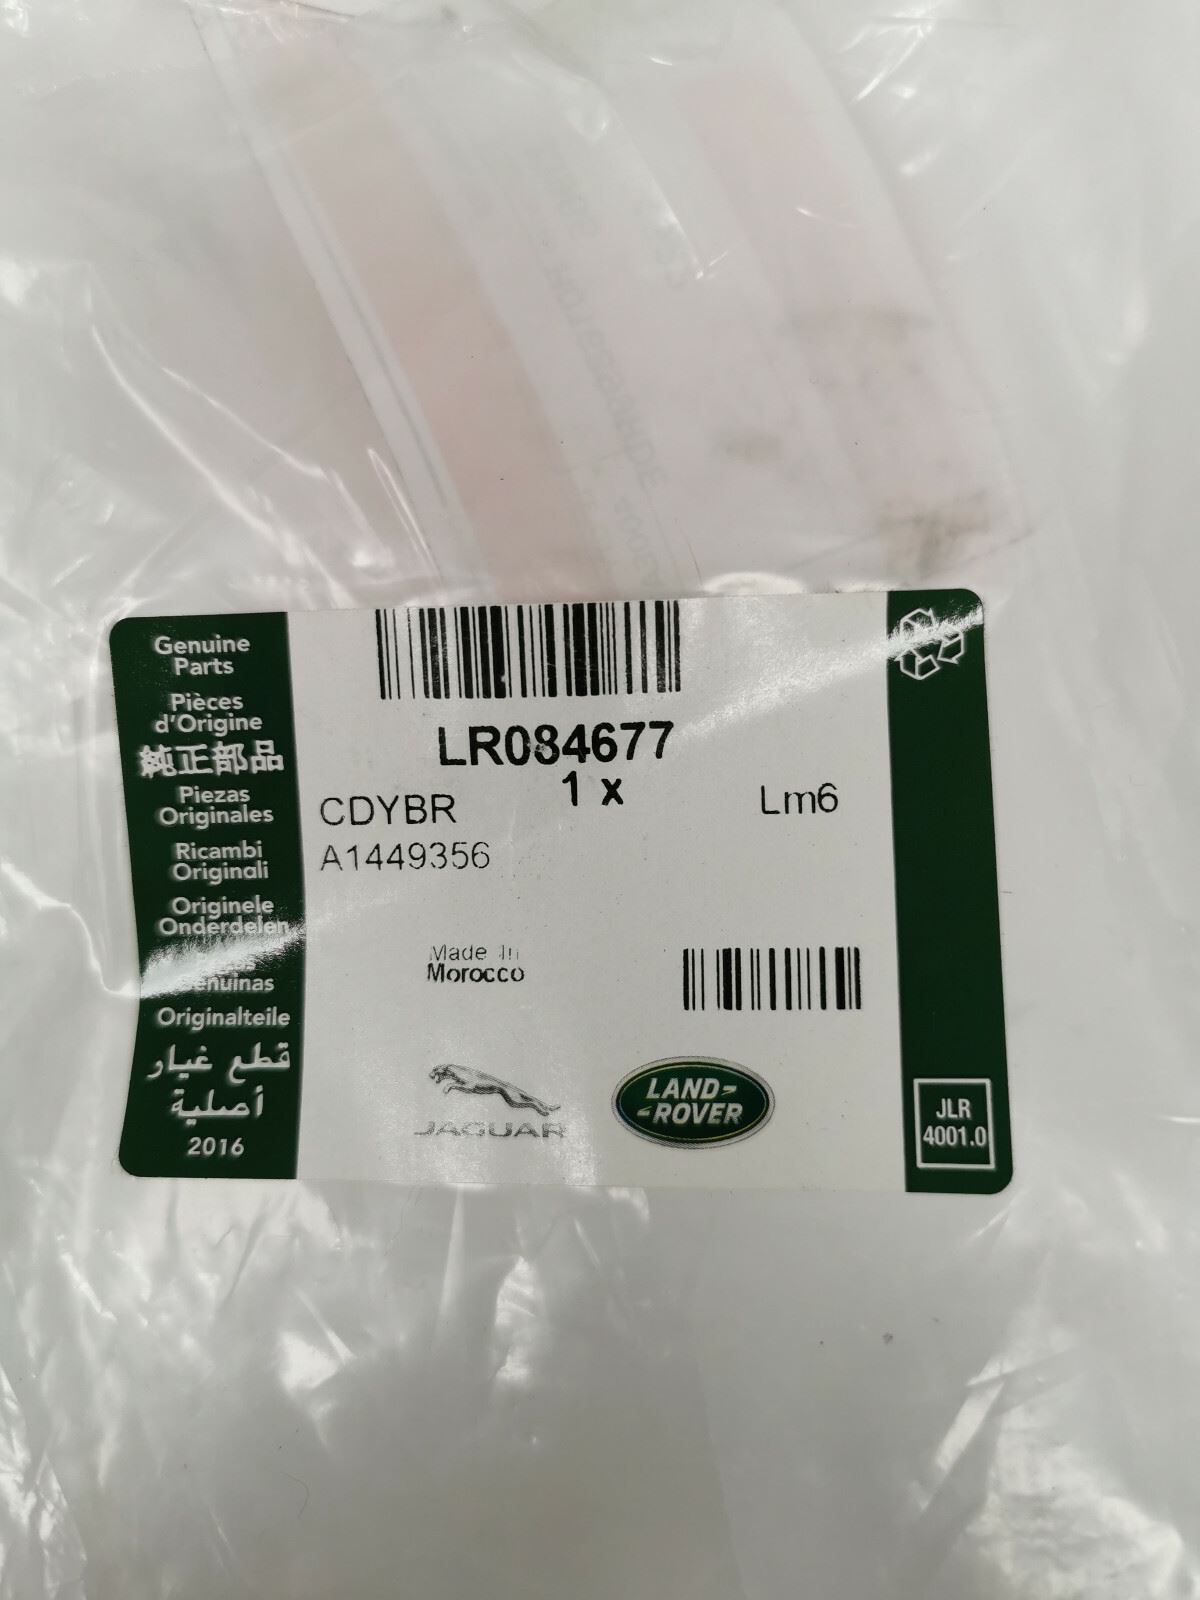 Genuine
Parts
Pièces
d'Origine
純正部品
Piezas
Originales
Ricambi
Originali
Originele
Onderdelen
Originalteile
قطع غيار
أصلية
2016
LR084677
1 x
CDYBR
Lm6
A1449356
Made In
Morocco
JAGUAR
LAND-
-ROVER
JLR
4001.0